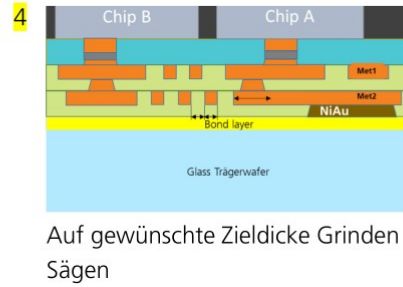 4
Chip B Chip A
Met1
Met2
NiAu
Bond layer
Glass Trägerwafer
Auf gewünschte Zieldicke Grinden
Sägen